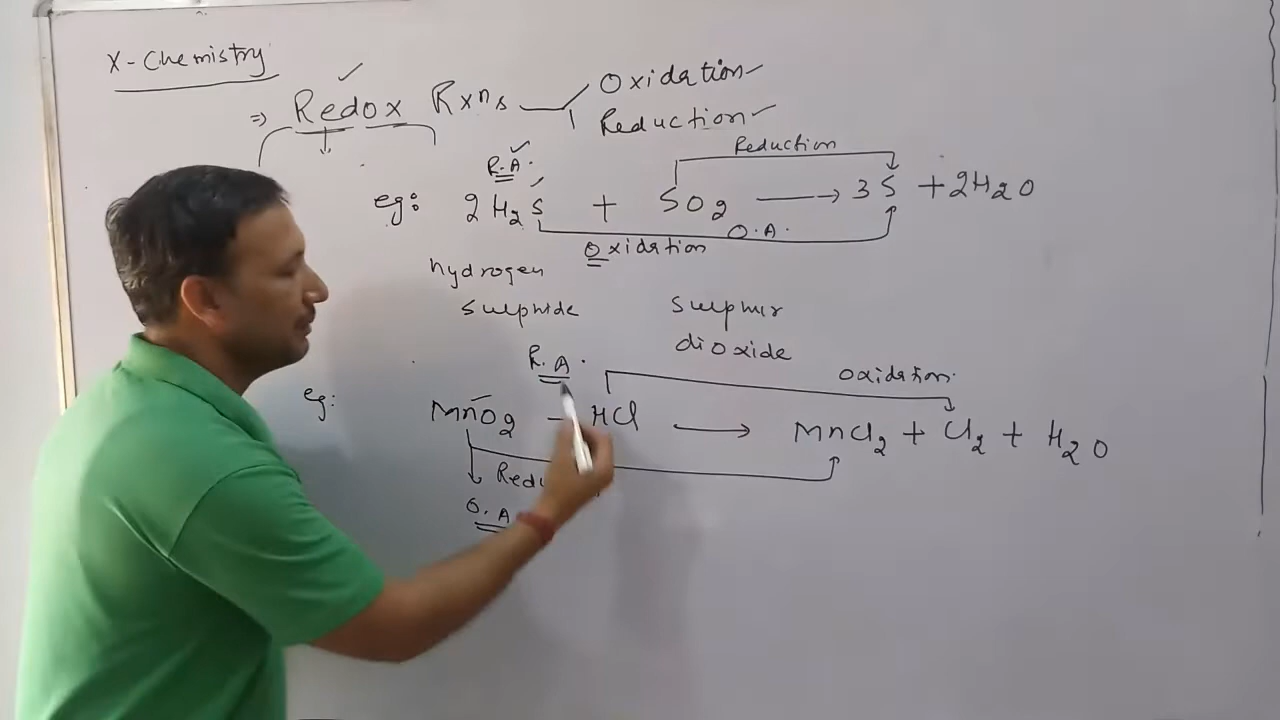 X-Chemistry
⇒ Redox Rxns Oxidation
Reduction
Reduction
R.A.
eg: 2H₂S + SO₂ ⟶ 3S + 2H₂O
O.A.
Oxidation
hydrogen sulphur
sulphide dioxide
R.A.
oxidation
eg: MnO₂ HCl ⟶ MnCl₂ + Cl₂ + H₂O
O.A